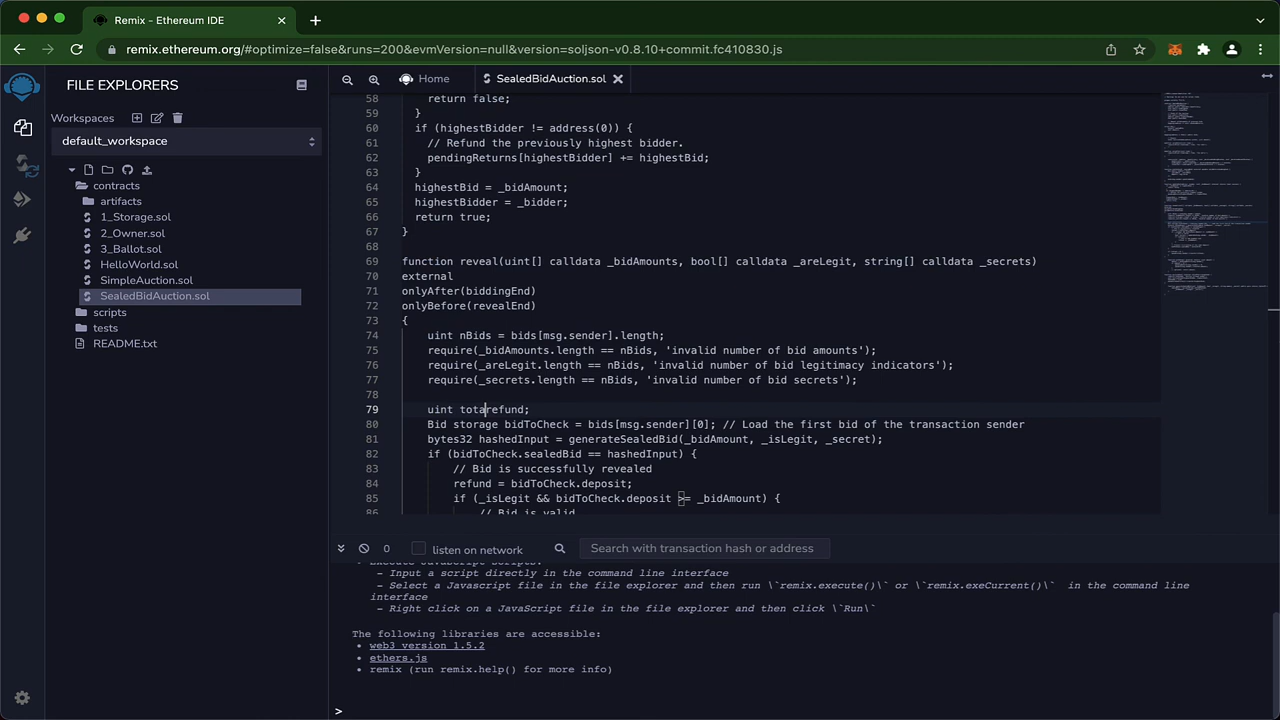 Remix - Ethereum IDE
remix.ethereum.org/#optimize=false&runs=200&evmVersion=null&version=soljson-v0.8.10+commit.fc410830.js
FILE EXPLORERS
Workspaces
default_workspace
contracts
artifacts
1_Storage.sol
2_Owner.sol
3_Ballot.sol
HelloWorld.sol
SimpleAuction.sol
SealedBidAuction.sol
scripts
tests
README.txt
Home
SealedBidAuction.sol
58 return false;
59 }
60 if (highestBidder != address(0)) {
61 // Refund the previously highest bidder.
62 pendingReturns[highestBidder] += highestBid;
63 }
64 highestBid = _bidAmount;
65 highestBidder = _bidder;
66 return true;
67 }
68
69 function reveal(uint[] calldata _bidAmounts, bool[] calldata _areLegit, string[] calldata _secrets)
70 external
71 onlyAfter(biddingEnd)
72 onlyBefore(revealEnd)
73 {
74 uint nBids = bids[msg.sender].length;
75 require(_bidAmounts.length == nBids, 'invalid number of bid amounts');
76 require(_areLegit.length == nBids, 'invalid number of bid legitimacy indicators');
77 require(_secrets.length == nBids, 'invalid number of bid secrets');
78
79 uint totarefund;
80 Bid storage bidToCheck = bids[msg.sender][0]; // Load the first bid of the transaction sender
81 bytes32 hashedInput = generateSealedBid(_bidAmount, _isLegit, _secret);
82 if (bidToCheck.sealedBid == hashedInput) {
83 // Bid is successfully revealed
84 refund = bidToCheck.deposit;
85 if (_isLegit && bidToCheck.deposit >= _bidAmount) {
86 // Bid is valid
0
listen on network
Search with transaction hash or address
Execute JavaScript scripts:
- Input a script directly in the command line interface
- Select a Javascript file in the file explorer and then run \`remix.execute()\` or \`remix.exeCurrent()\` in the command line
interface
- Right click on a JavaScript file in the file explorer and then click \`Run\`
The following libraries are accessible:
• web3 version 1.5.2
• ethers.js
• remix (run remix.help() for more info)
>